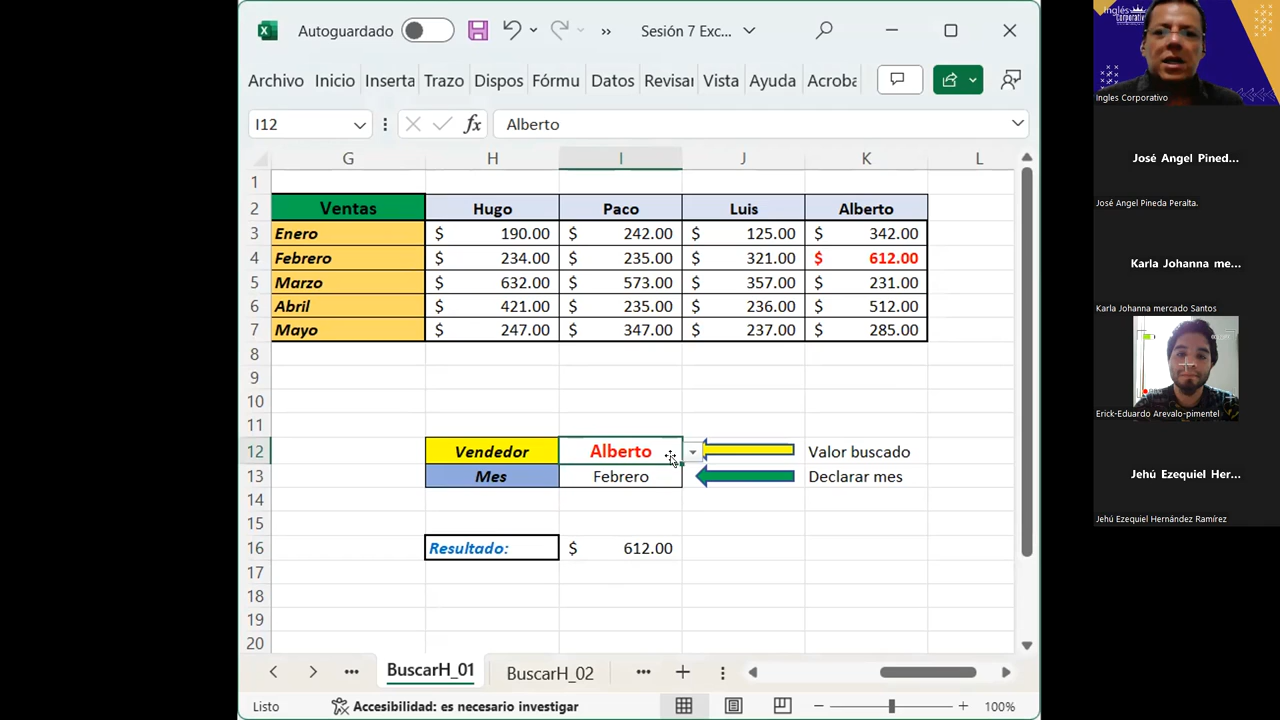 Autoguardado
Sesión 7 Exc...
Archivo Inicio Inserta Trazo Dispos Fórmu Datos Revisar Vista Ayuda Acroba
I12 fx Alberto
G H I J K L
1
2 Ventas Hugo Paco Luis Alberto
3 Enero $ 190.00 $ 242.00 $ 125.00 $ 342.00
4 Febrero $ 234.00 $ 235.00 $ 321.00 $ 612.00
5 Marzo $ 632.00 $ 573.00 $ 357.00 $ 231.00
6 Abril $ 421.00 $ 235.00 $ 236.00 $ 512.00
7 Mayo $ 247.00 $ 347.00 $ 237.00 $ 285.00
8
9
10
11
12 Vendedor Alberto Valor buscado
13 Mes Febrero Declarar mes
14
15
16 Resultado: $ 612.00
17
18
19
20
BuscarH_01 BuscarH_02
Listo Accesibilidad: es necesario investigar 100%
Inglés
Corporativo
Ingles Corporativo
José Angel Pined...
José Angel Pineda Peralta.
Karla Johanna me...
Karla Johanna mercado Santos
Erick-Eduardo Arevalo-pimentel
Jehú Ezequiel Her...
Jehú Ezequiel Hernández Ramírez